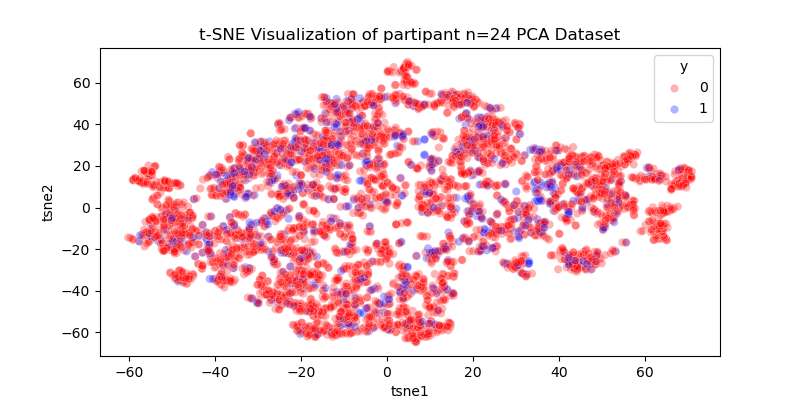 t-SNE Visualization of partipant n=24 PCA Dataset
y
0
1
tsne2
60
40
20
0
−20
−40
−60
−60 −40 −20 0 20 40 60
tsne1